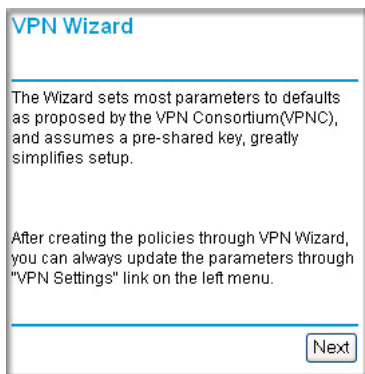 VPN Wizard
The Wizard sets most parameters to defaults
as proposed by the VPN Consortium(VPNC),
and assumes a pre-shared key, greatly
simplifies setup.
After creating the policies through VPN Wizard,
you can always update the parameters through
"VPN Settings" link on the left menu.
Next